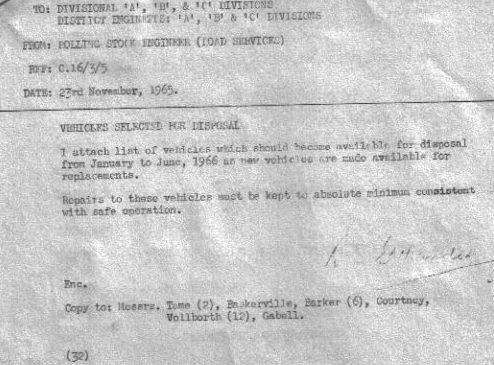 TO: DIVISIONAL 'A', 'B', & 'C' DIVISIONS
DISTRICT ENGINEERS: 'A', 'B' & 'C' DIVISIONS
FROM: ROLLING STOCK ENGINEER (ROAD SERVICES)
REF: C.16/3/5
DATE: 23rd November, 1965.
VEHICLES SELECTED FOR DISPOSAL
I attach list of vehicles which should become available for disposal
from January to June, 1966 as new vehicles are made available for
replacements.
Repairs to these vehicles must be kept to absolute minimum consistent
with safe operation.
Enc.
Copy to: Messrs. Tame (2), Baskerville, Barker (6), Courtney,
Vollborth (12), Gabell.
(32)